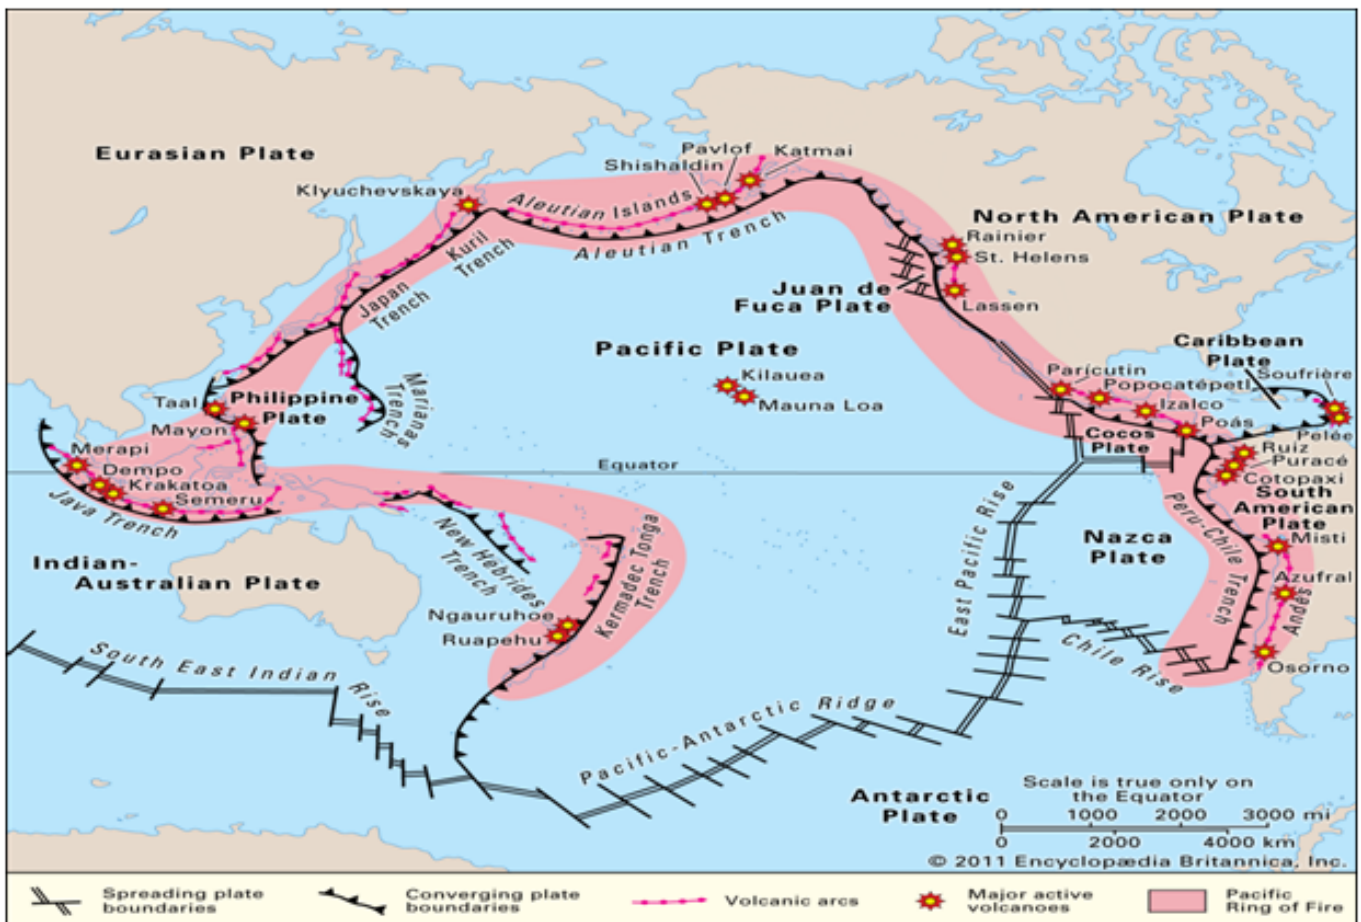 Eurasian Plate
Klyuchevskaya
Shishaldin
Pavlof
Katmai
Aleutian Islands
Aleutian Trench
Kuril
Trench
Japan
Trench
North American Plate
Rainier
St. Helens
Lassen
Juan de
Fuca Plate
Pacific Plate
Kilauea
Mauna Loa
Caribbean
Plate
Soufrière
Pelée
Parícutin
Popocatépetl
Izalco
Poás
Cocos
Plate
Taal
Mayon
Philippine
Plate
Marianas
Trench
Merapi
Dempo
Krakatoa
Semeru
Java Trench
Equator
Ruiz
Puracé
Cotopaxi
South
American
Plate
Misti
Azufral
Andes
Osorno
Peru-Chile Trench
Nazca
Plate
East Pacific Rise
Chile Rise
Indian-
Australian Plate
New Hebrides
Trench
Kermadec Tonga
Trench
Ngauruhoe
Ruapehu
South East Indian Rise
Pacific-Antarctic Ridge
Antarctic
Plate
Scale is true only on
the Equator
0 1000 2000 3000 mi
0 2000 4000 km
© 2011 Encyclopædia Britannica, Inc.
Spreading plate
boundaries
Converging plate
boundaries
Volcanic arcs
Major active
volcanoes
Pacific
Ring of Fire